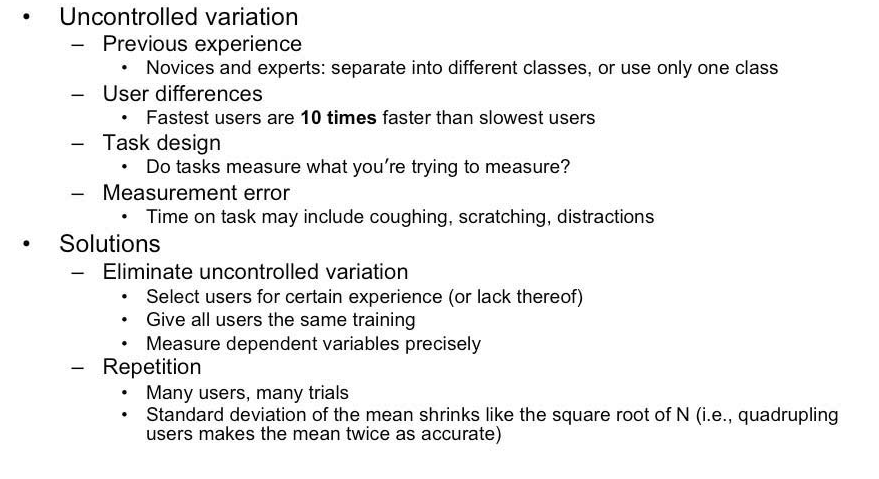 • Uncontrolled variation
– Previous experience
• Novices and experts: separate into different classes, or use only one class
– User differences
• Fastest users are 10 times faster than slowest users
– Task design
• Do tasks measure what you’re trying to measure?
– Measurement error
• Time on task may include coughing, scratching, distractions
• Solutions
– Eliminate uncontrolled variation
• Select users for certain experience (or lack thereof)
• Give all users the same training
• Measure dependent variables precisely
– Repetition
• Many users, many trials
• Standard deviation of the mean shrinks like the square root of N (i.e., quadrupling
users makes the mean twice as accurate)